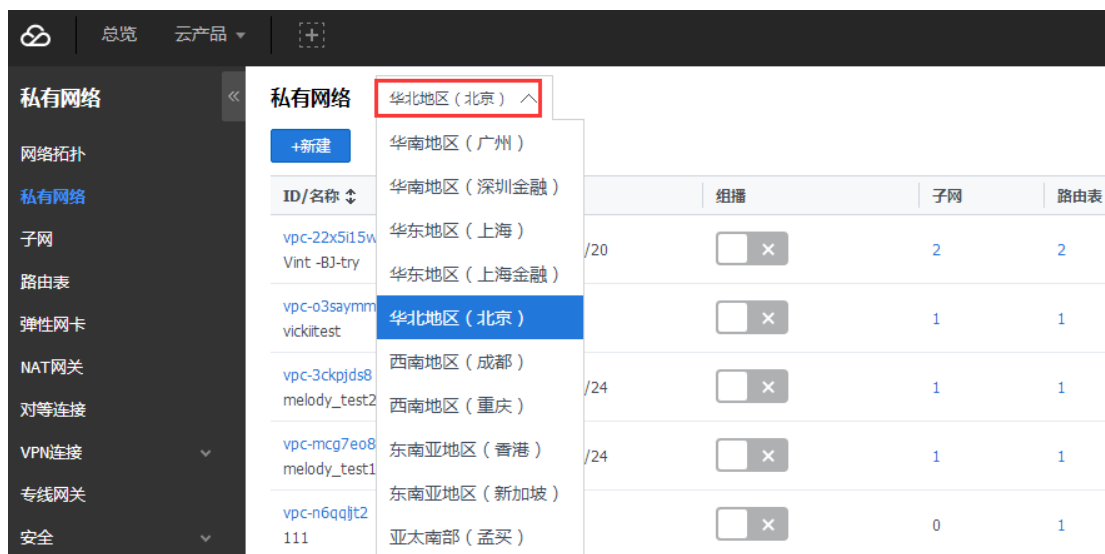 总览 云产品
私有网络
网络拓扑
私有网络
子网
路由表
弹性网卡
NAT网关
对等连接
VPN连接
专线网关
安全
私有网络 华北地区（北京）
+新建
华南地区（广州）
华南地区（深圳金融）
华东地区（上海）
华东地区（上海金融）
华北地区（北京）
西南地区（成都）
西南地区（重庆）
东南亚地区（香港）
东南亚地区（新加坡）
亚太南部（孟买）
ID/名称 组播 子网 路由表
vpc-22x5i15w /20 2 2
Vint -BJ-try
vpc-o3saymm 1 1
vickiitest
vpc-3ckpjds8 /24 1 1
melody_test2
vpc-mcg7eo8 /24 1 1
melody_test1
vpc-n6qqljt2 0 1
111